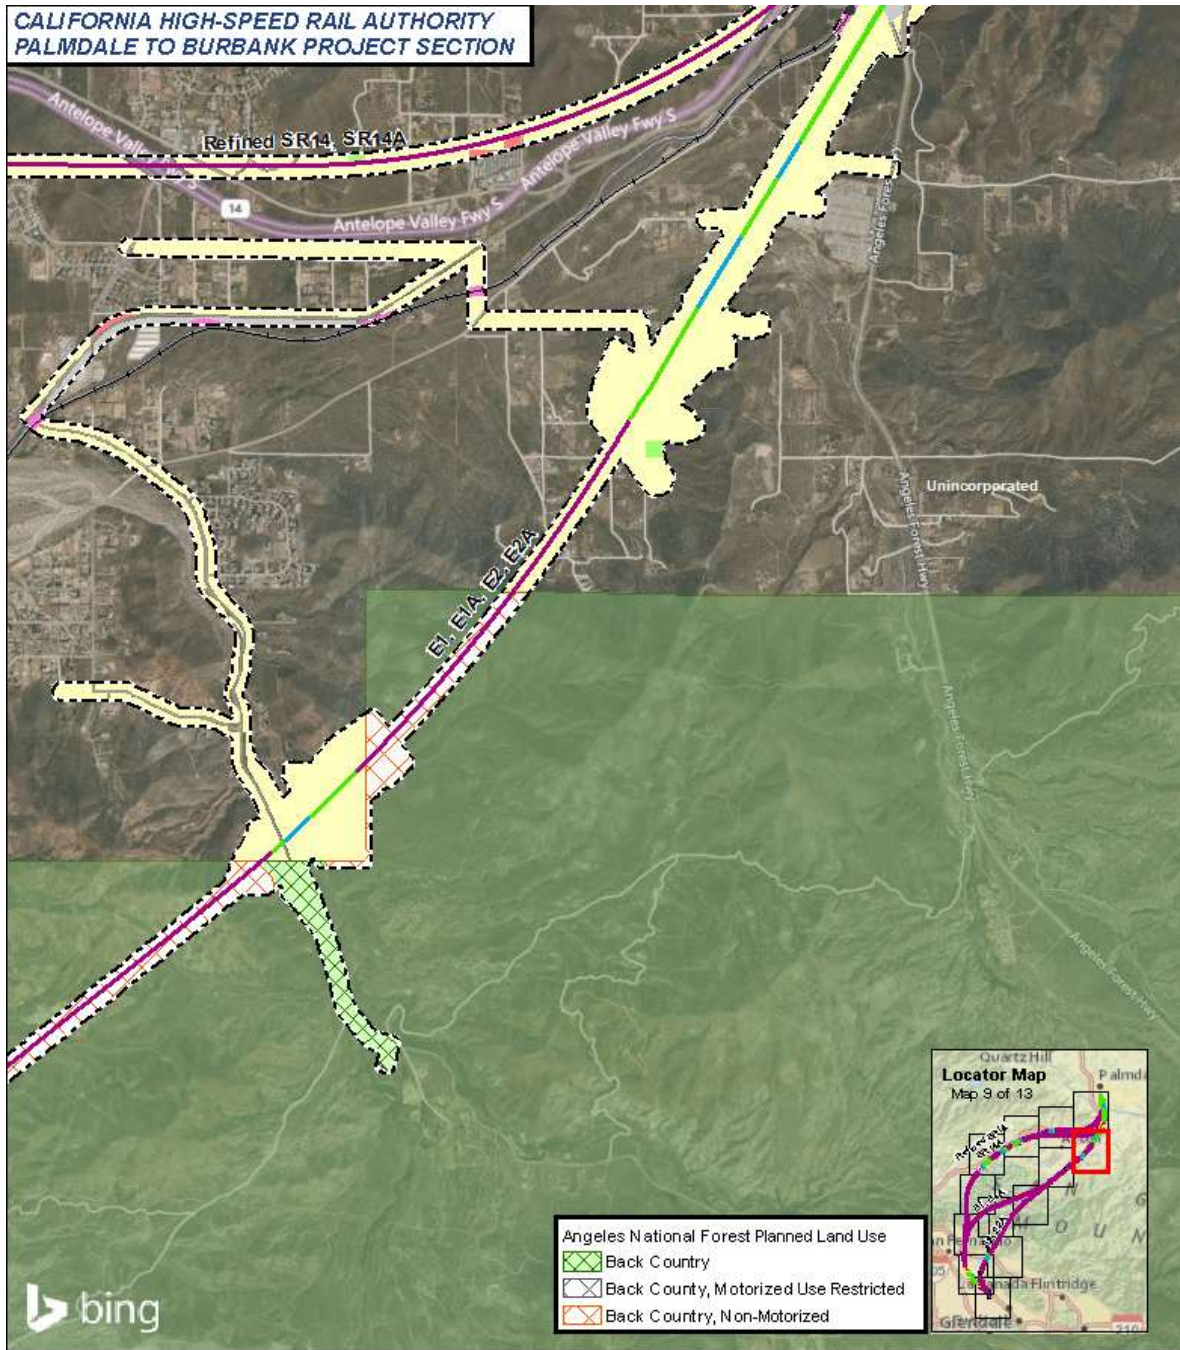 CALIFORNIA HIGH-SPEED RAIL AUTHORITY
PALMDALE TO BURBANK PROJECT SECTION
Antelope Valley Fwy S
Refined SR14, SR14A
Antelope Valley Fwy S
14
Antelope Valley Fwy S
Unincorporated
Angeles Forest Hwy
E1, E1A, E2, E2A
Angeles Forest Hwy
Angeles Forest Hwy
Quartz Hill
Locator Map
Palmda
Map 9 of 13
Glendale
210
Angeles National Forest Planned Land Use
Back Country
Back County, Motorized Use Restricted
Back Country, Non-Motorized
bing